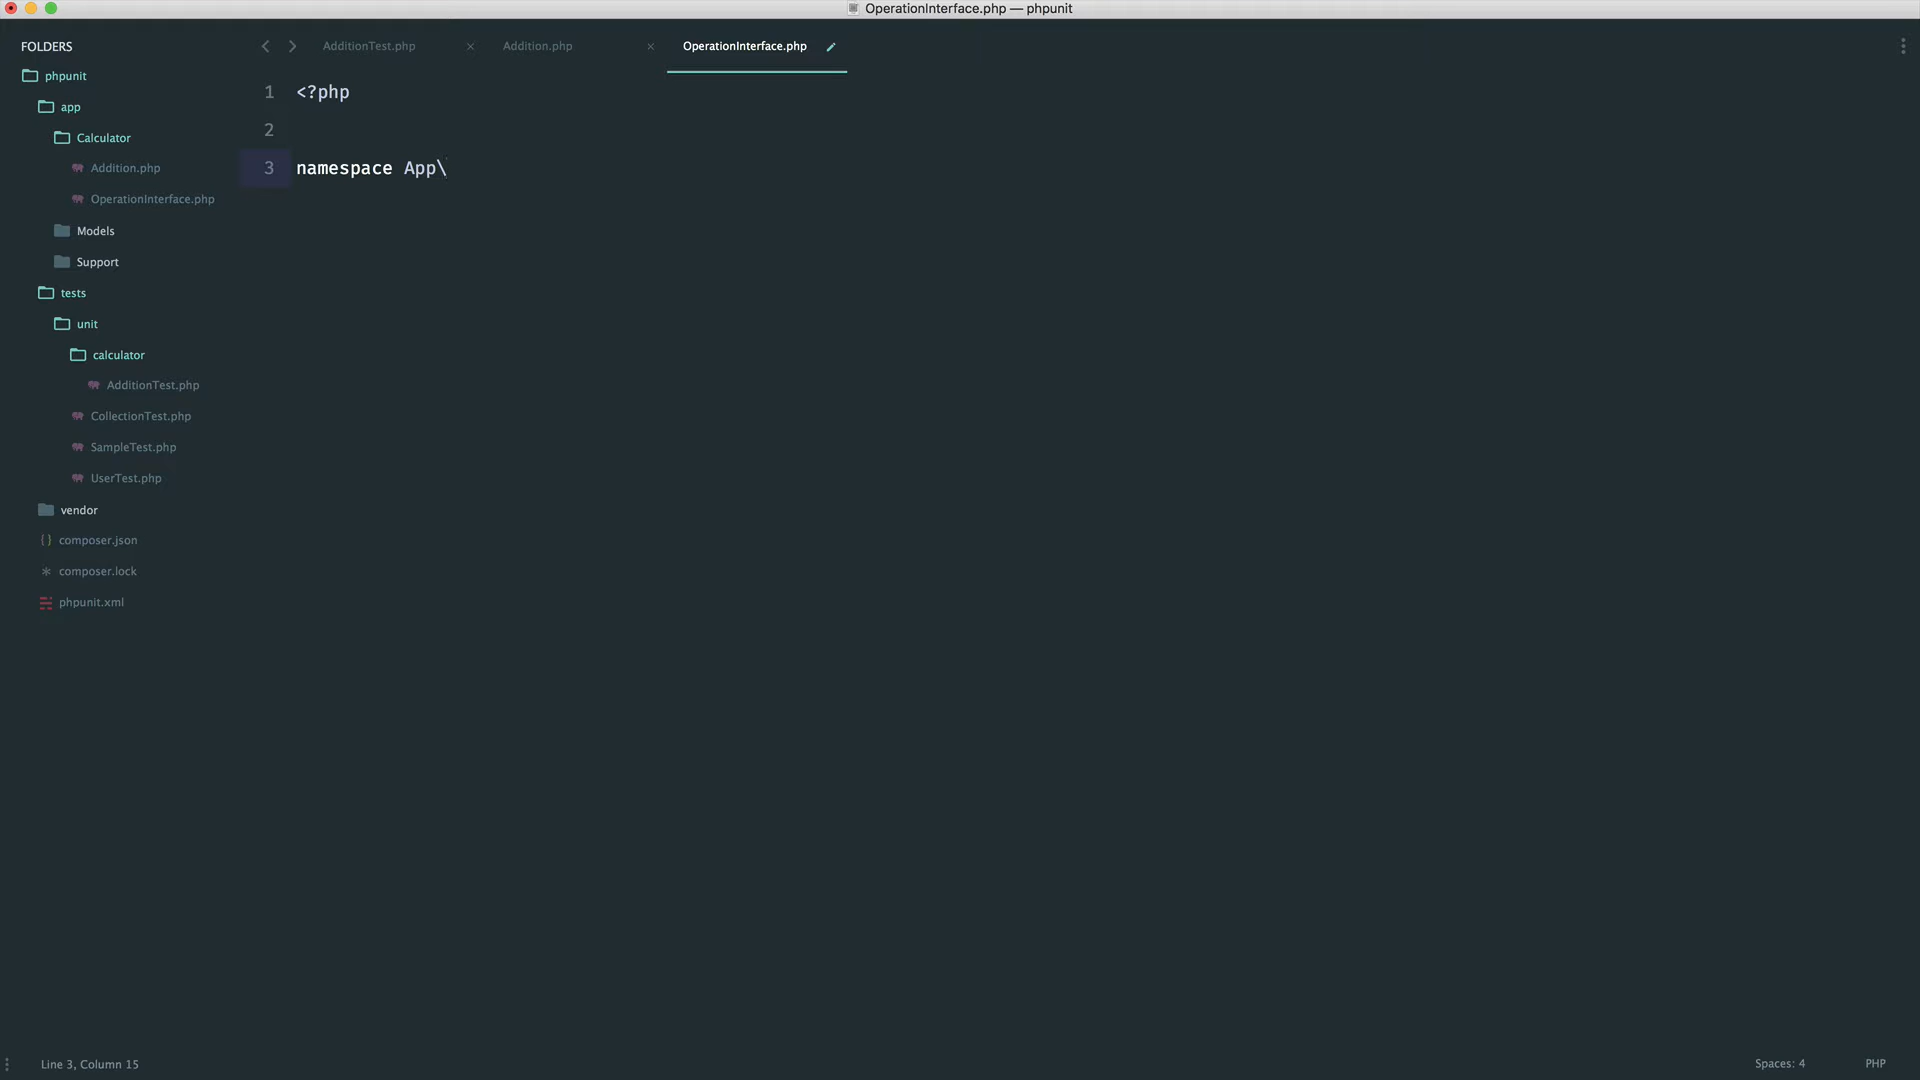 OperationInterface.php — phpunit
FOLDERS
phpunit
app
Calculator
Addition.php
OperationInterface.php
Models
Support
tests
unit
calculator
AdditionTest.php
CollectionTest.php
SampleTest.php
UserTest.php
vendor
composer.json
composer.lock
phpunit.xml
AdditionTest.php
Addition.php
OperationInterface.php
1 <?php
2
3 namespace App\
Line 3, Column 15
Spaces: 4
PHP